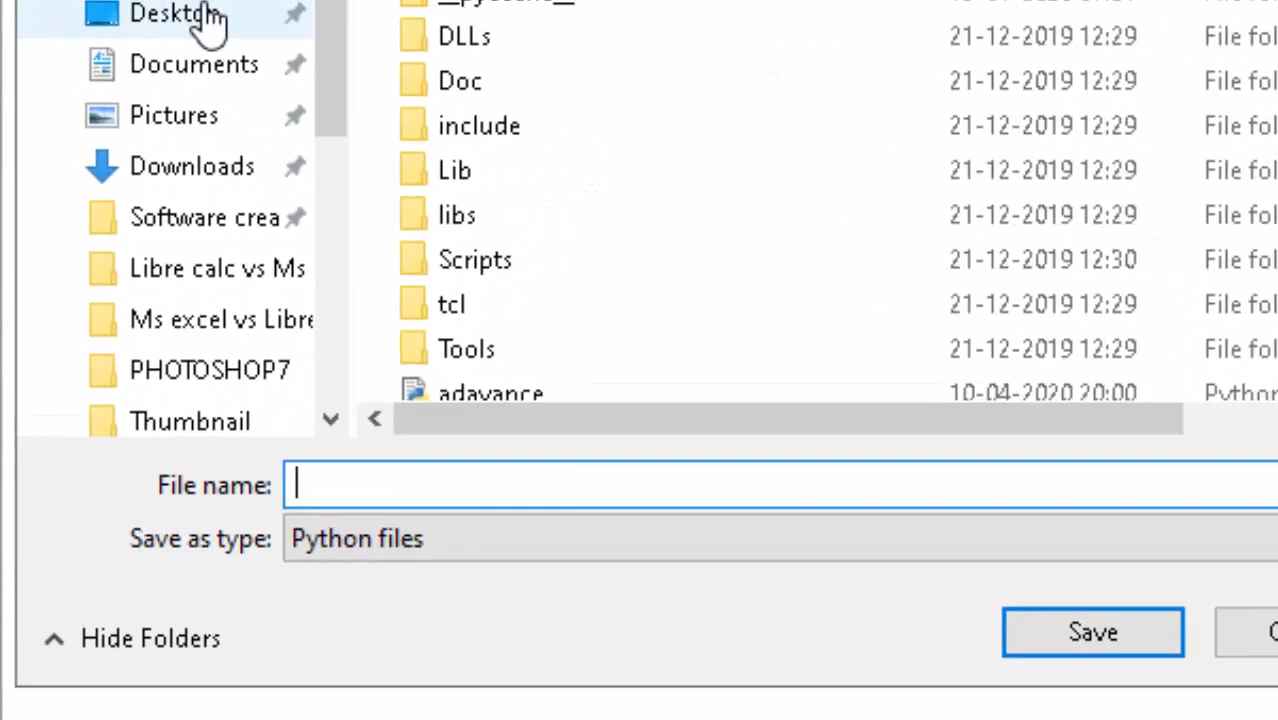 Desktop
Documents
Pictures
Downloads
Software crea
Libre calc vs Ms
Ms excel vs Libre
PHOTOSHOP7
Thumbnail
DLLs 21-12-2019 12:29 File fol
Doc 21-12-2019 12:29 File fol
include 21-12-2019 12:29 File fol
Lib 21-12-2019 12:29 File fol
libs 21-12-2019 12:29 File fol
Scripts 21-12-2019 12:30 File fol
tcl 21-12-2019 12:29 File fol
Tools 21-12-2019 12:29 File fol
adavance 10-04-2020 20:00 Python
File name:
Save as type: Python files
Hide Folders
Save